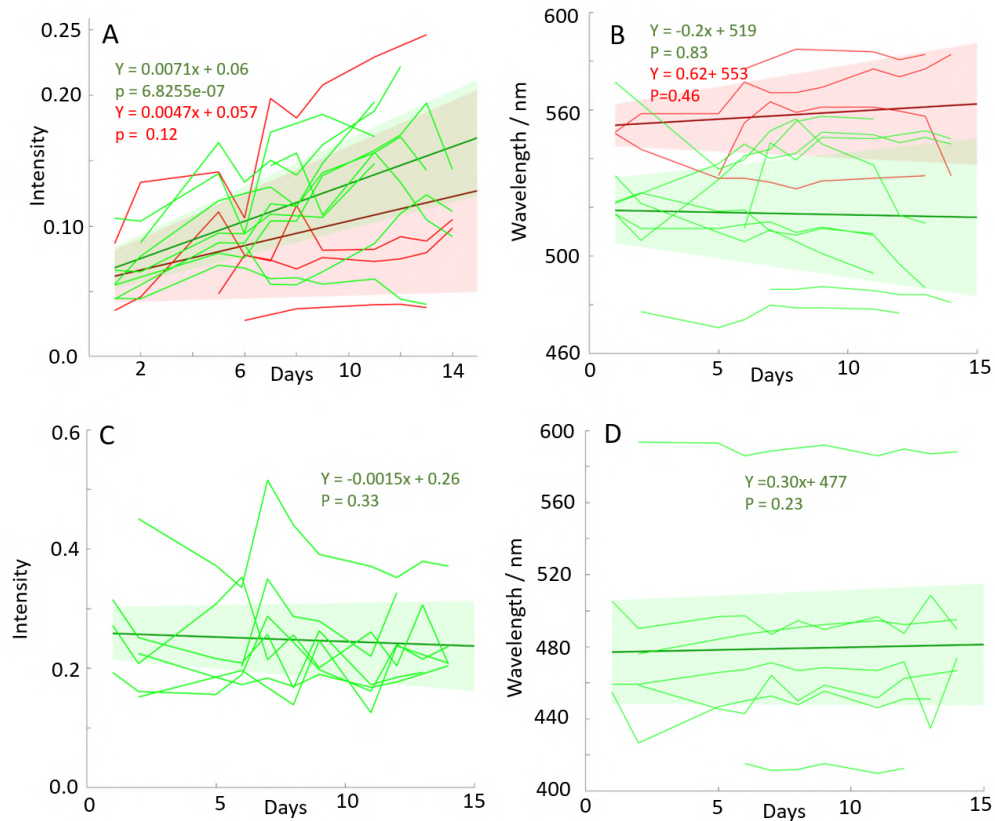 A
Y = 0.0071x + 0.06
p = 6.8255e-07
Y = 0.0047x + 0.057
p = 0.12
Intensity
0.25
0.20
0.10
0.0
2
6
10
14
Days
B
Y = -0.2x + 519
P = 0.83
Y = 0.62+ 553
P=0.46
Wavelength / nm
600
560
500
460
0
5
10
15
Days
C
Y = -0.0015x + 0.26
P = 0.33
Intensity
0.6
0.4
0.2
0.0
0
5
10
15
Days
D
Y =0.30x+ 477
P = 0.23
Wavelength / nm
600
560
520
480
440
400
0
5
10
15
Days